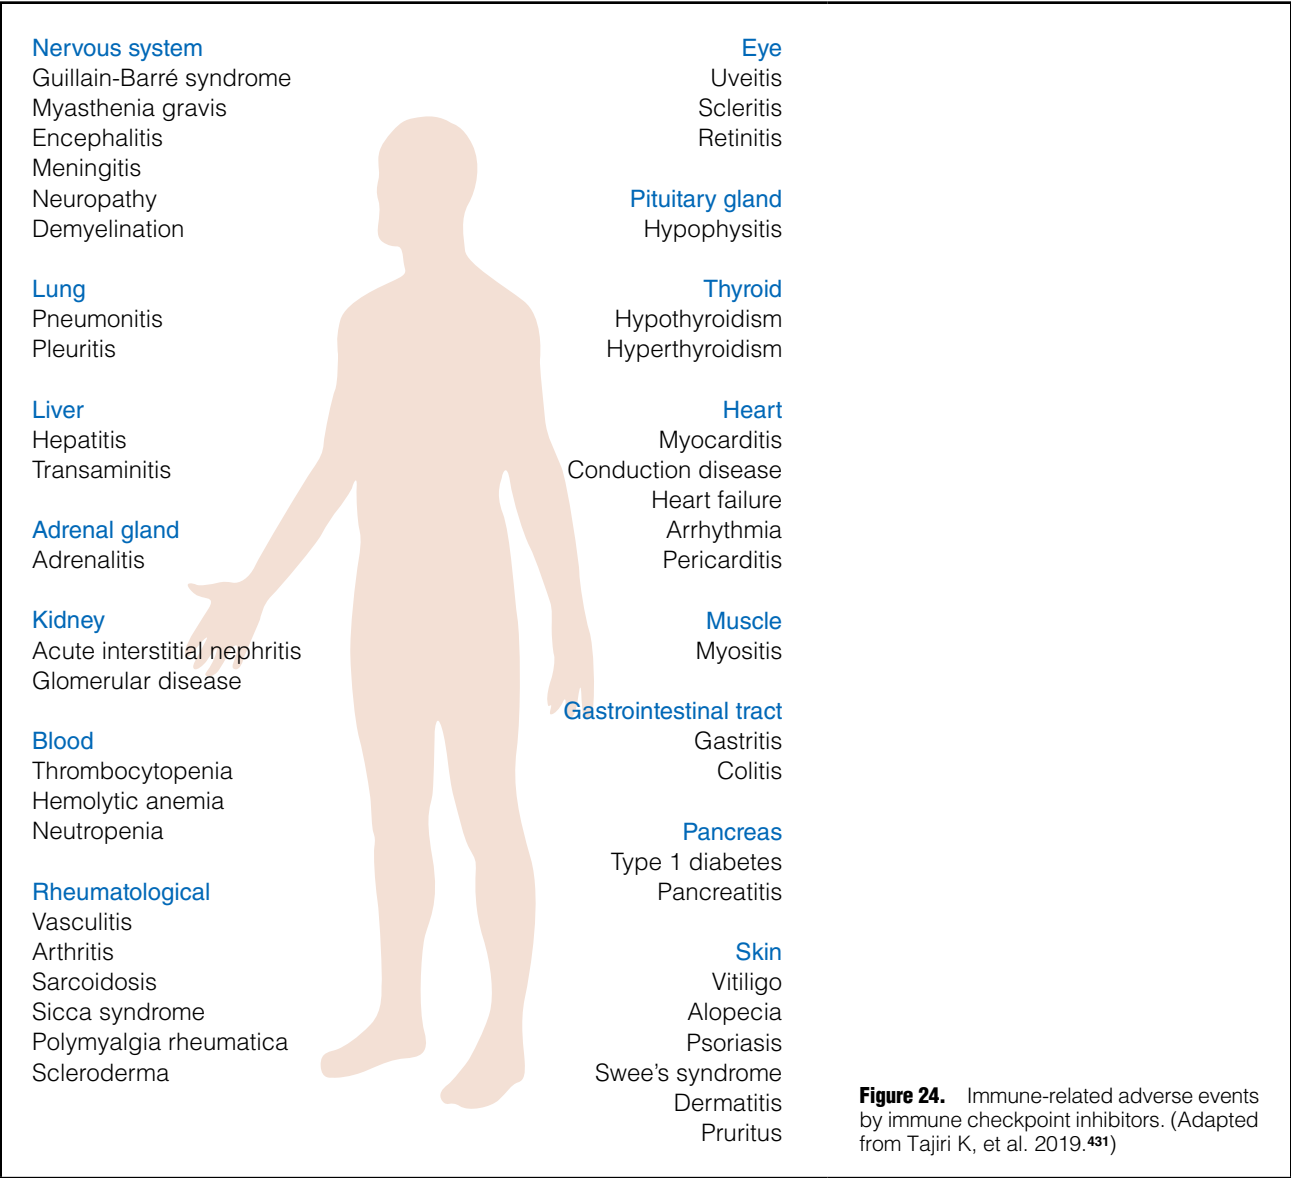 Nervous system
Guillain-Barré syndrome
Myasthenia gravis
Encephalitis
Meningitis
Neuropathy
Demyelination
Lung
Pneumonitis
Pleuritis
Liver
Hepatitis
Transaminitis
Adrenal gland
Adrenalitis
Kidney
Acute interstitial nephritis
Glomerular disease
Blood
Thrombocytopenia
Hemolytic anemia
Neutropenia
Rheumatological
Vasculitis
Arthritis
Sarcoidosis
Sicca syndrome
Polymyalgia rheumatica
Scleroderma
Eye
Uveitis
Scleritis
Retinitis
Pituitary gland
Hypophysitis
Thyroid
Hypothyroidism
Hyperthyroidism
Heart
Myocarditis
Conduction disease
Heart failure
Arrhythmia
Pericarditis
Muscle
Myositis
Gastrointestinal tract
Gastritis
Colitis
Pancreas
Type 1 diabetes
Pancreatitis
Skin
Vitiligo
Alopecia
Psoriasis
Swee's syndrome
Dermatitis
Pruritus
Figure 24. Immune-related adverse events
by immune checkpoint inhibitors. (Adapted
from Tajiri K, et al. 2019.431)